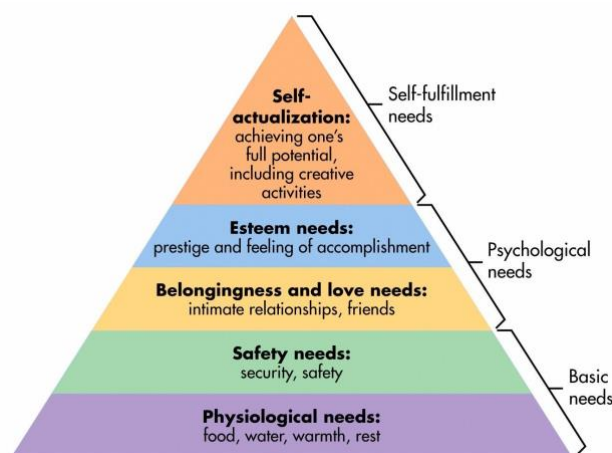 Self-
actualization:
achieving one's
full potential,
including creative
activities
Self-fulfillment
needs
Esteem needs:
prestige and feeling of accomplishment
Psychological
needs
Belongingness and love needs:
intimate relationships, friends
Safety needs:
security, safety
Basic
needs
Physiological needs:
food, water, warmth, rest